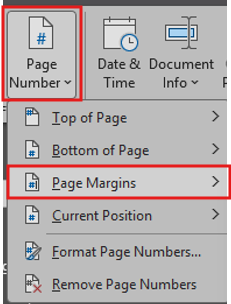 Page
Number
Date &
Time
Document
Info
Top of Page
Bottom of Page
Page Margins
Current Position
Format Page Numbers...
Remove Page Numbers